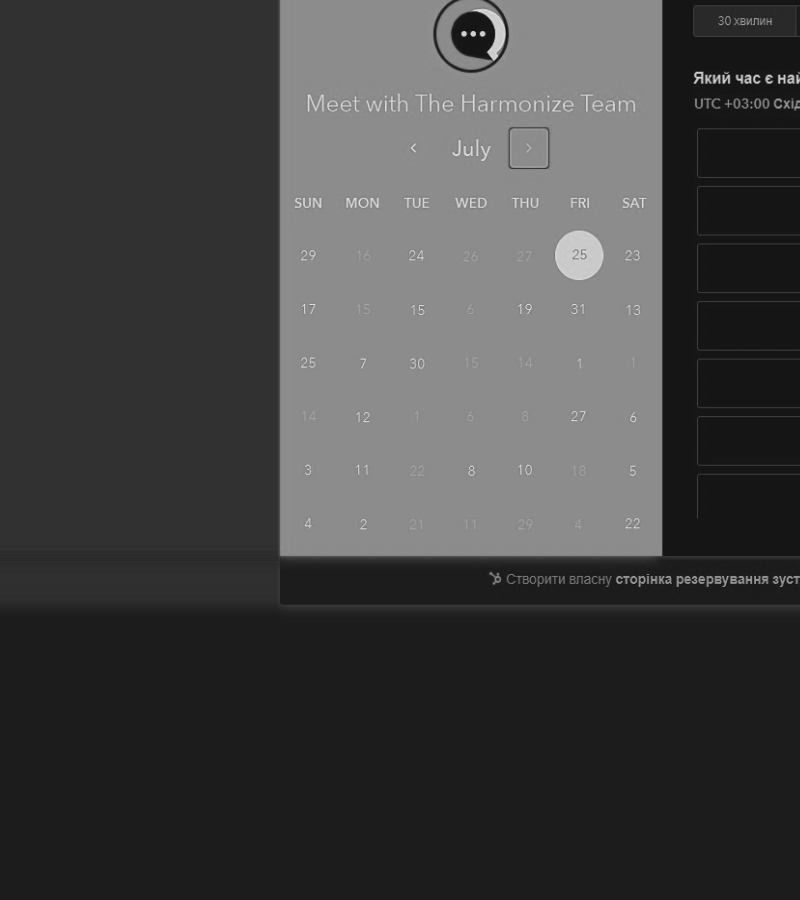 30 хвилин
Meet with The Harmonize Team
Який час є най
July
UTC +03:00 Схід
SUN MON TUE WED THU FRI SAT
29 16 24 26 27 25 23
17 15 15 6 19 31 13
25 7 30 15 14 1 1
14 12 1 6 8 27 6
3 11 22 8 10 18 5
4 2 21 11 29 4 22
Створити власну сторінка резервування зуст